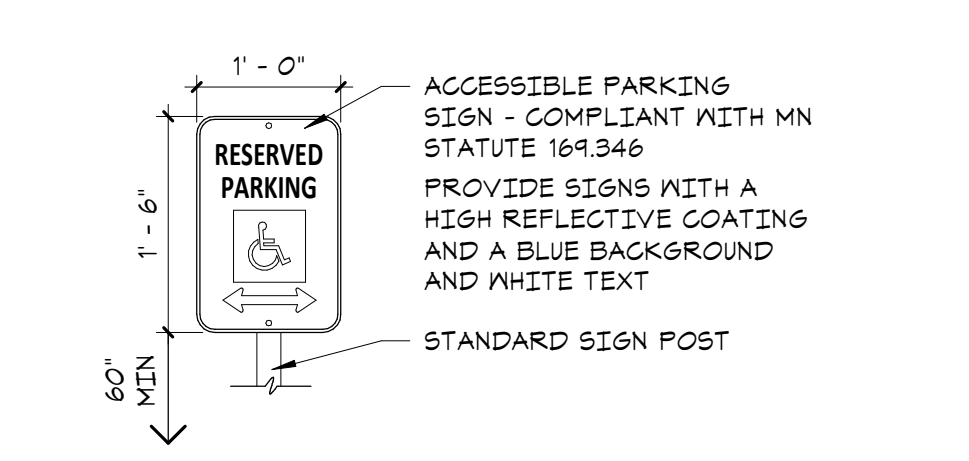 1' - 0"
ACCESSIBLE PARKING
SIGN - COMPLIANT WITH MN
STATUTE 169.346
PROVIDE SIGNS WITH A
HIGH REFLECTIVE COATING
AND A BLUE BACKGROUND
AND WHITE TEXT
RESERVED
PARKING
1' - 6"
STANDARD SIGN POST
60"
MIN